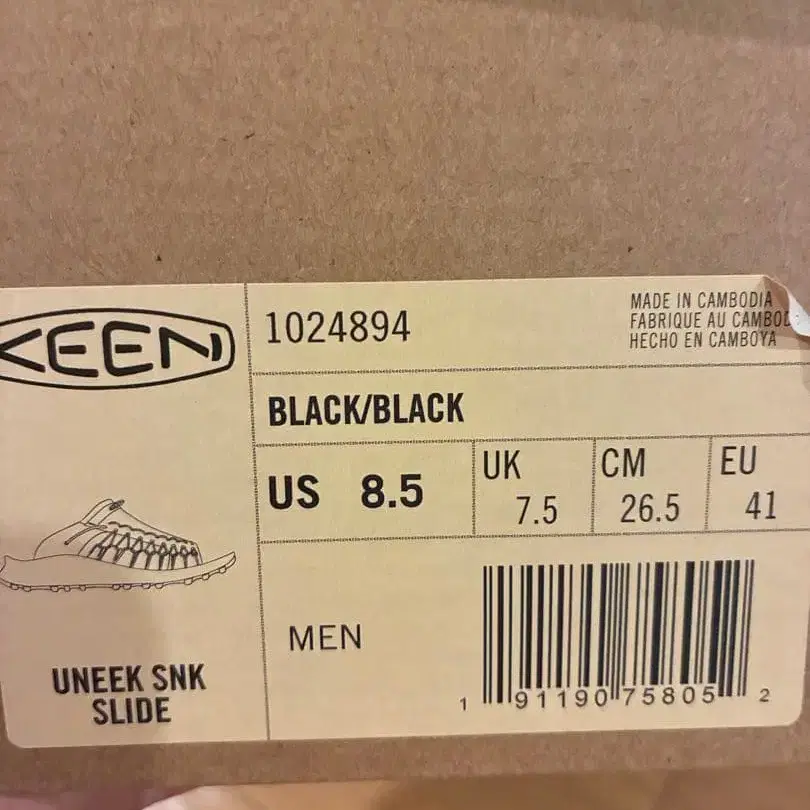 KEEN
1024894
MADE IN CAMBODIA
FABRIQUE AU CAMBOD
HECHO EN CAMBOYA
BLACK/BLACK
US 8.5
UK 7.5
CM 26.5
EU 41
MEN
UNEEK SNK
SLIDE
1 91190 75805 2